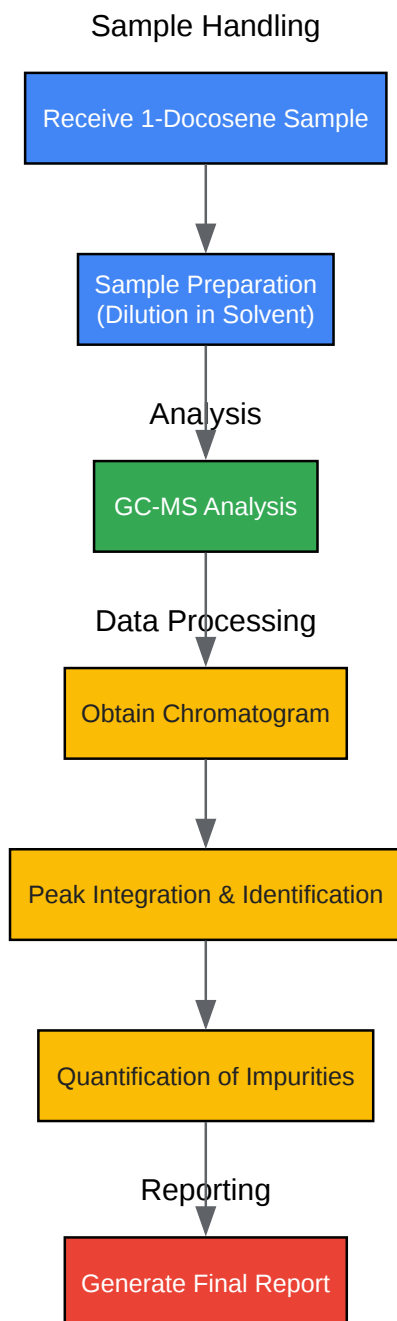 Sample Handling
Receive 1-Docosene Sample
Sample Preparation
(Dilution in Solvent)
Analysis
GC-MS Analysis
Data Processing
Obtain Chromatogram
Peak Integration & Identification
Quantification of Impurities
Reporting
Generate Final Report